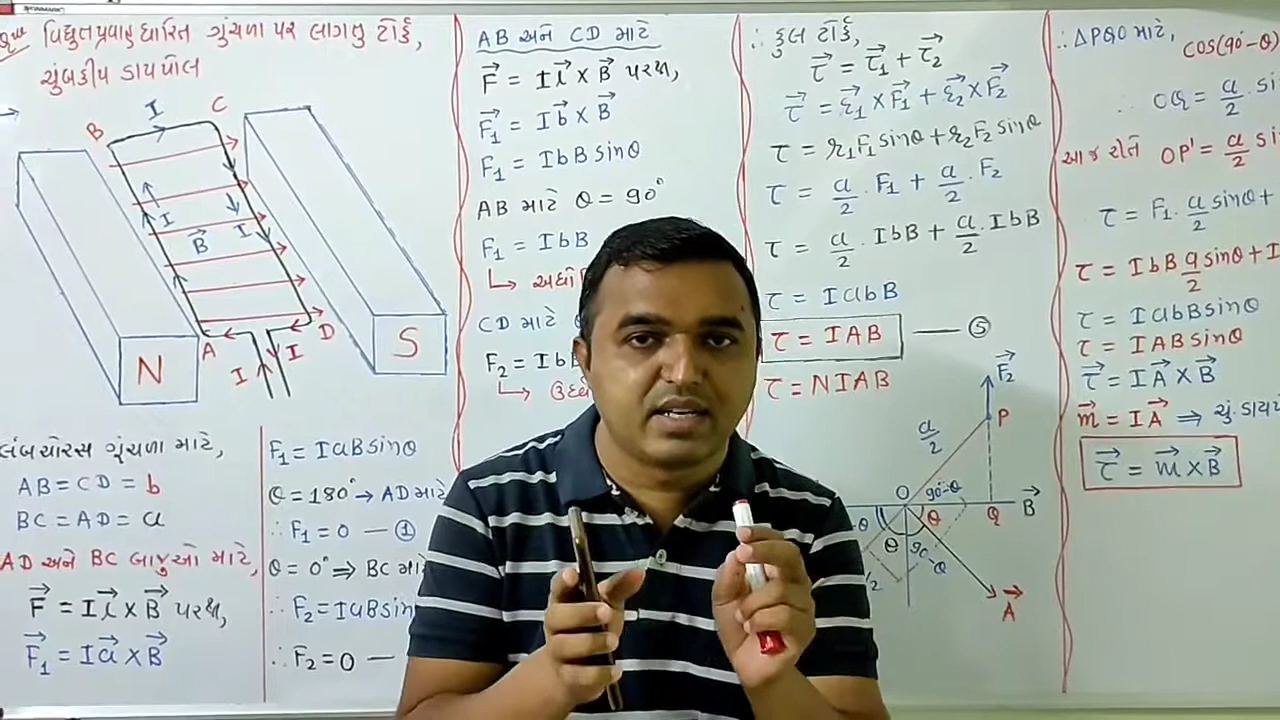 વિદ્યુતપ્રવાહ ધારિત ગુંચળા પર લાગતુ ટોર્ક,
ચુંબકીય ડાયપોલ
I
B
C
I
B⃗
I
A
D
I
I
N
S
લંબચોરસ ગૂંચળા માટે,
AB = CD = b
BC = AD = a
AD અને BC બાજુઓ માટે,
F⃗ = I l⃗ × B⃗ પરથી,
F⃗₁ = I a⃗ × B⃗
F₁ = IaB sinθ
θ = 180° → AD માટે
∴ F₁ = 0 — ①
θ = 0° ⇒ BC માટે
∴ F₂ = IaB sin
∴ F₂ = 0 —
AB અને CD માટે
F⃗ = I l⃗ × B⃗ પરથી,
F⃗₁ = I b⃗ × B⃗
F₁ = IbB sinθ
AB માટે θ = 90°
F₁ = IbB
CD માટે
F₂ = Ib
∴ કુલ ટોર્ક,
τ⃗ = τ⃗₁ + τ⃗₂
τ⃗ = r⃗₁ × F⃗₁ + r⃗₂ × F⃗₂
τ = r₁F₁ sinθ + r₂F₂ sinθ
τ = a/2 · F₁ + a/2 · F₂
τ = a/2 · IbB + a/2 · IbB
τ = IabB
τ = IAB — ⑤
τ = NIAB
F⃗₂
P
a/2
O
90°-θ
θ
Q
B⃗
θ
θ
90°-θ
/2
A⃗
∴ ΔPQO માટે,
cos(90°-θ)
∴ OQ = a/2 · si
આ જ રીતે OP' = a/2 si
τ = F₁ · a/2 sinθ +
τ = IbB a/2 sinθ + I
τ = IabB sinθ
τ = IAB sinθ
τ⃗ = I A⃗ × B⃗
m⃗ = I A⃗ ⇒ ચું. ડાય
τ⃗ = m⃗ × B⃗